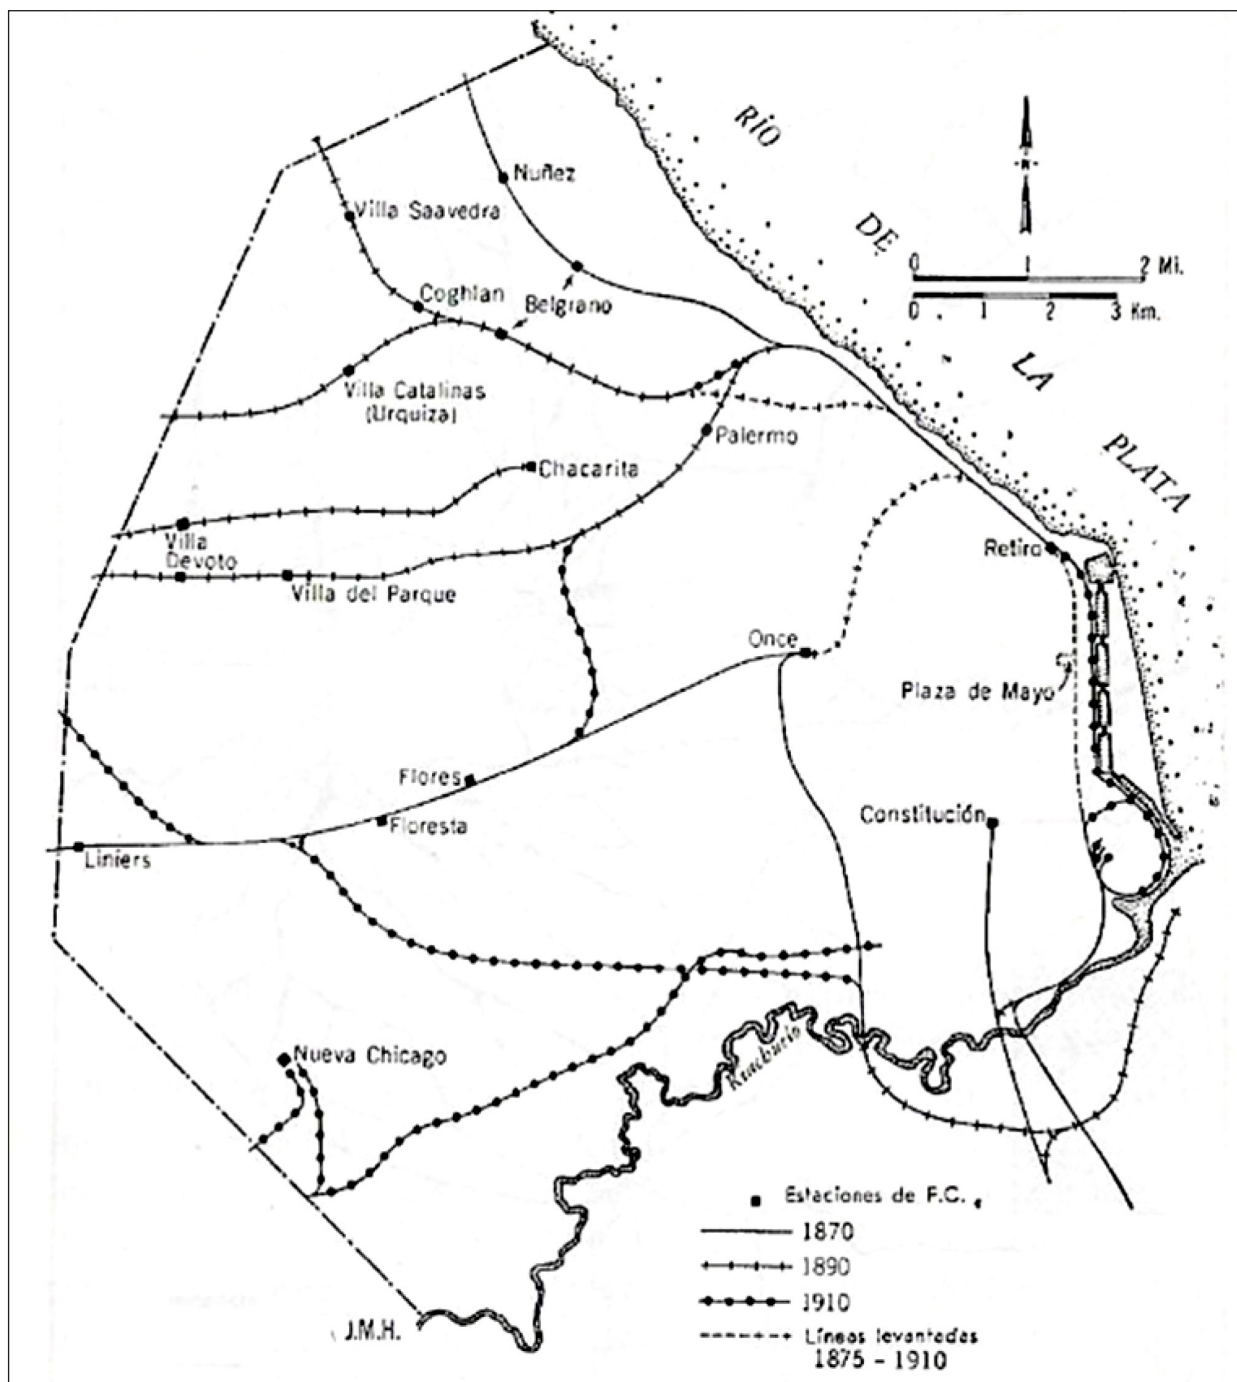 RÍO
DE
LA
PLATA
N
0 1 2 Mi.
0 1 2 3 Km.
Nuñez
Villa Saavedra
Coghlan
Belgrano
Villa Catalinas
(Urquiza)
Palermo
Chacarita
Villa
Devoto
Villa del Parque
Retiro
Once
Plaza de Mayo
Flores
Floresta
Constitución
Liniers
Nueva Chicago
Riachuelo
Estaciones de F.C.
1870
1890
1910
Líneas levantadas
1875 - 1910
J.M.H.